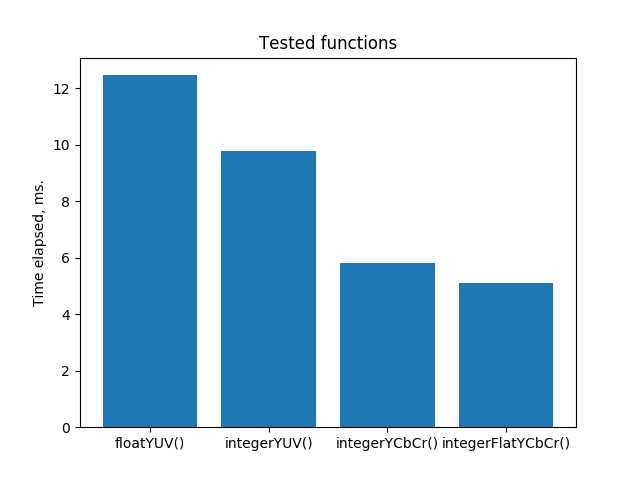 Tested functions
Time elapsed, ms.
12
10
8
6
4
2
0
floatYUV() integerYUV() integerYCbCr() integerFlatYCbCr()